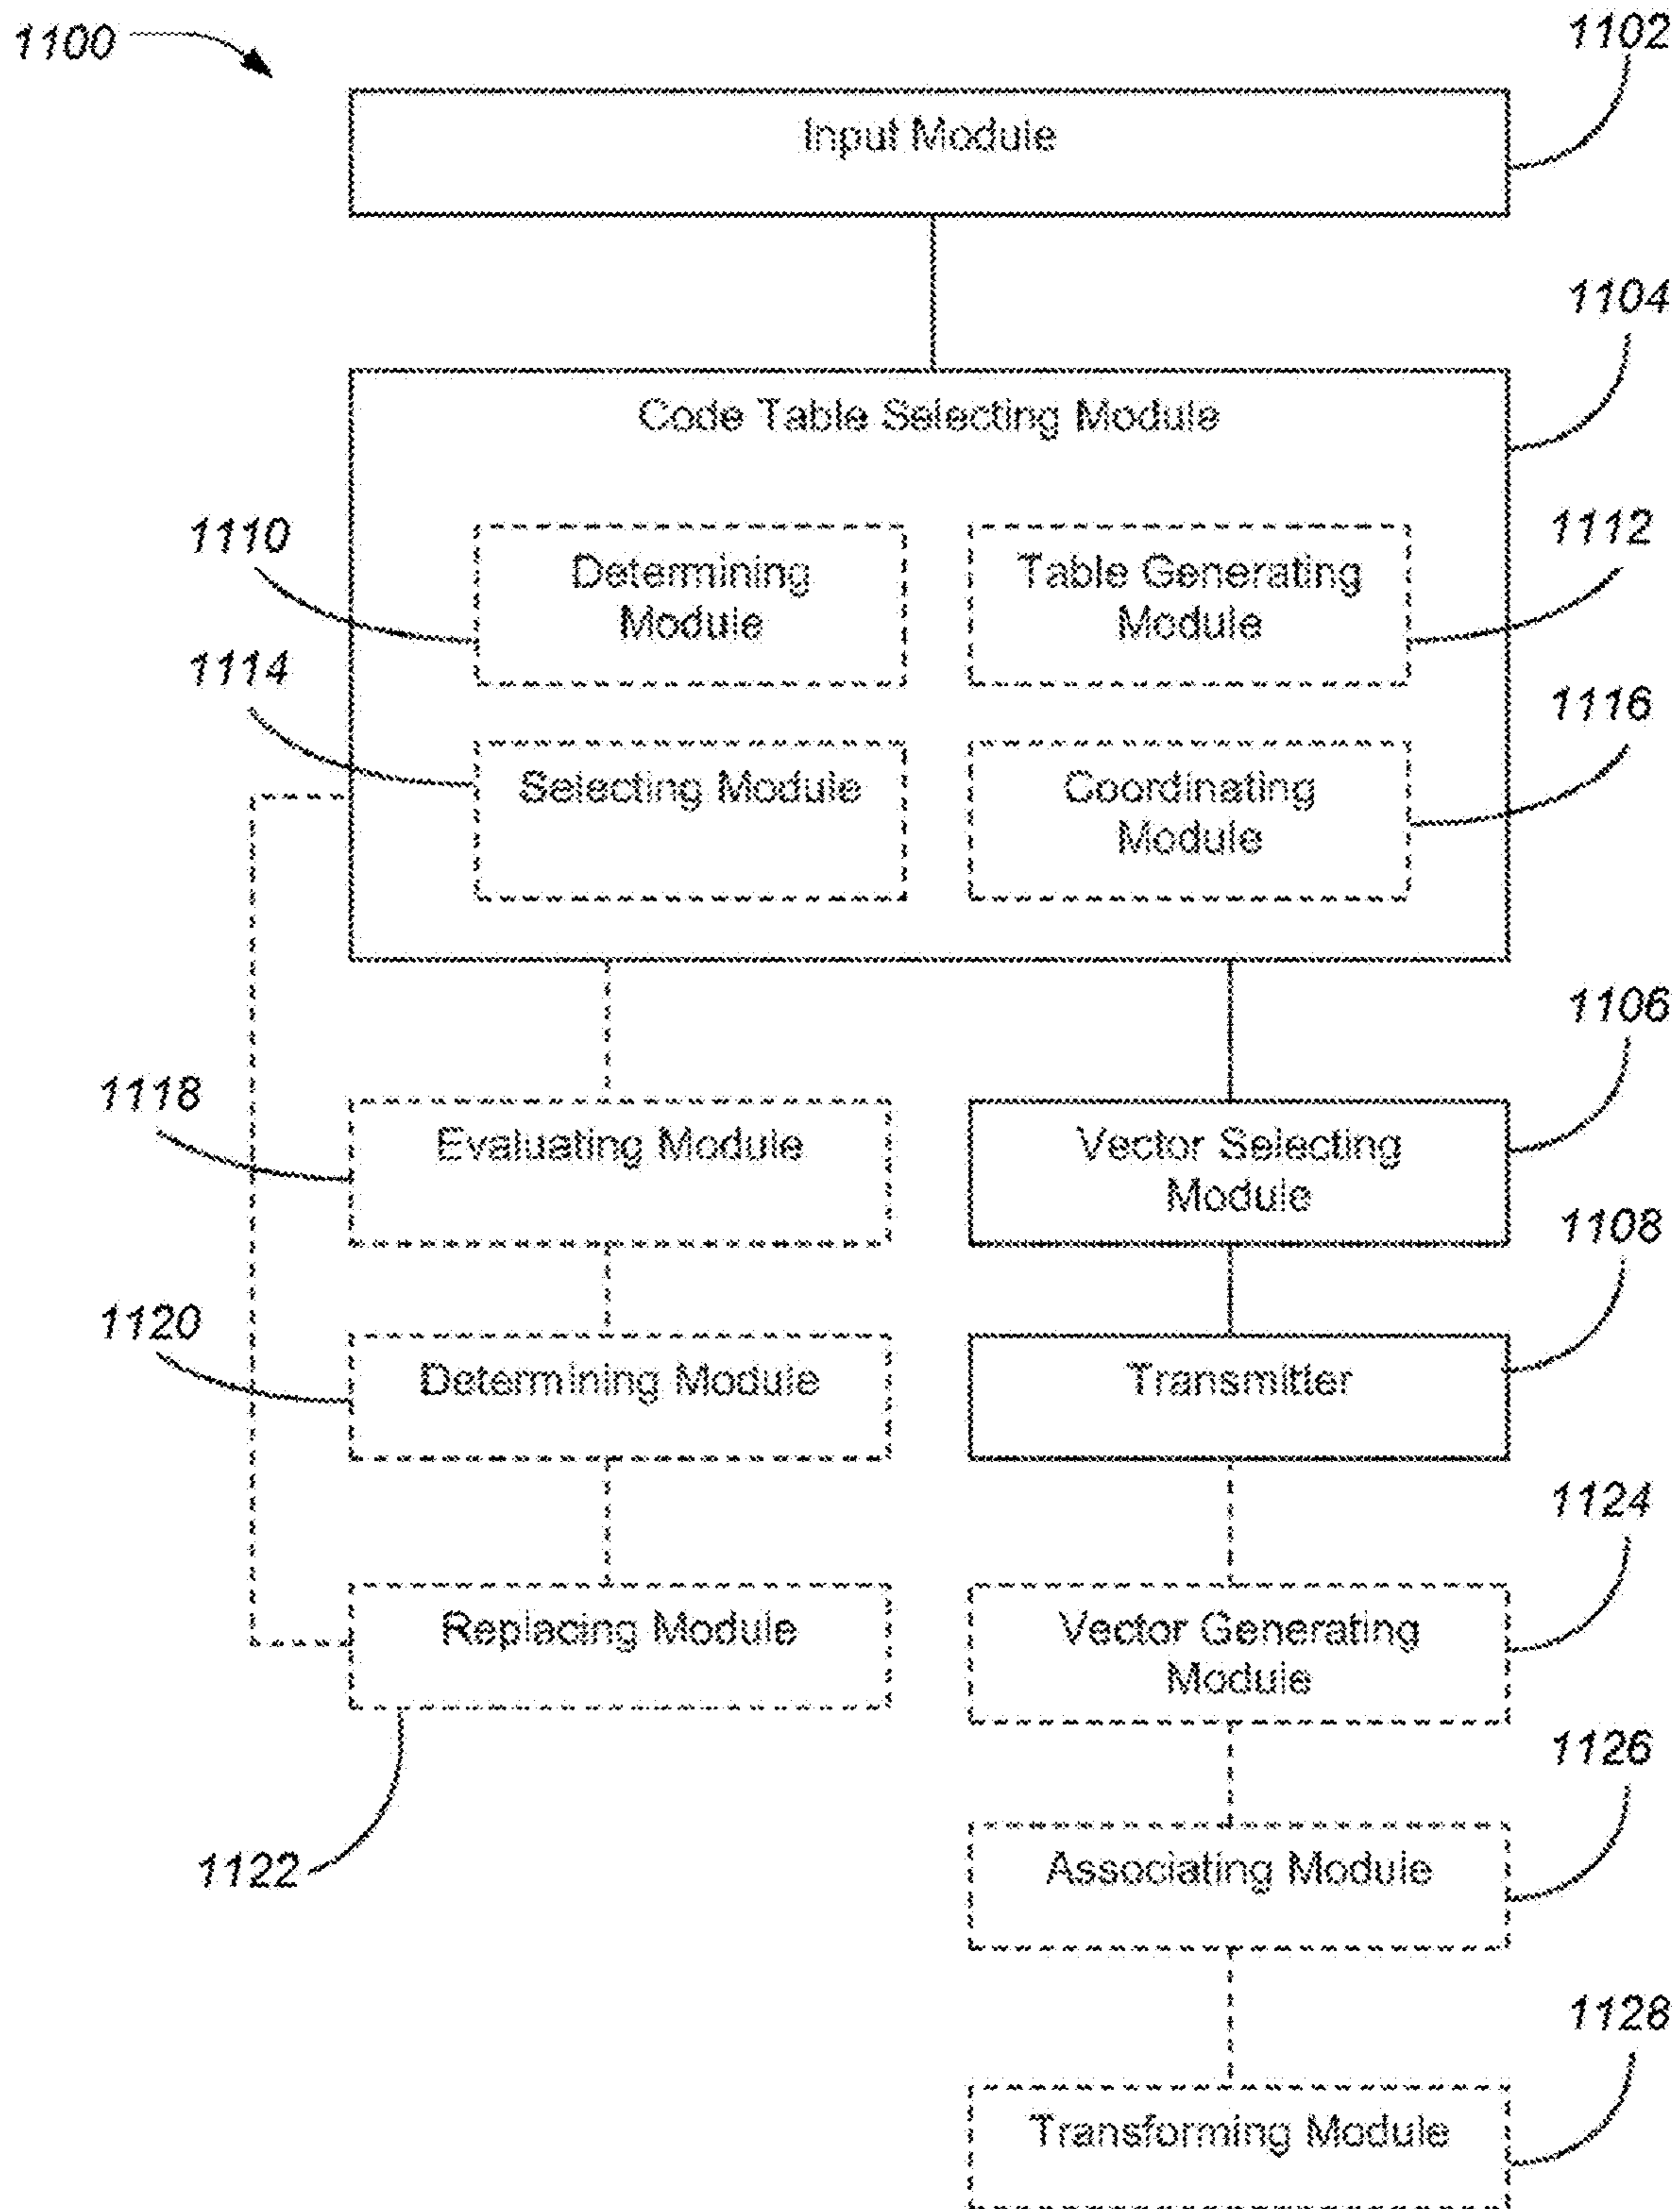 1100
1102
Input Module
1104
Code Table Selecting Module
1110
Determining
Module
1112
Table Generating
Module
1114
Selecting Module
1116
Coordinating
Module
1106
1118
Evaluating Module
Vector Selecting
Module
1108
1120
Determining Module
Transmitter
1124
Replacing Module
Vector Generating
Module
1122
1126
Associating Module
1128
Transforming Module